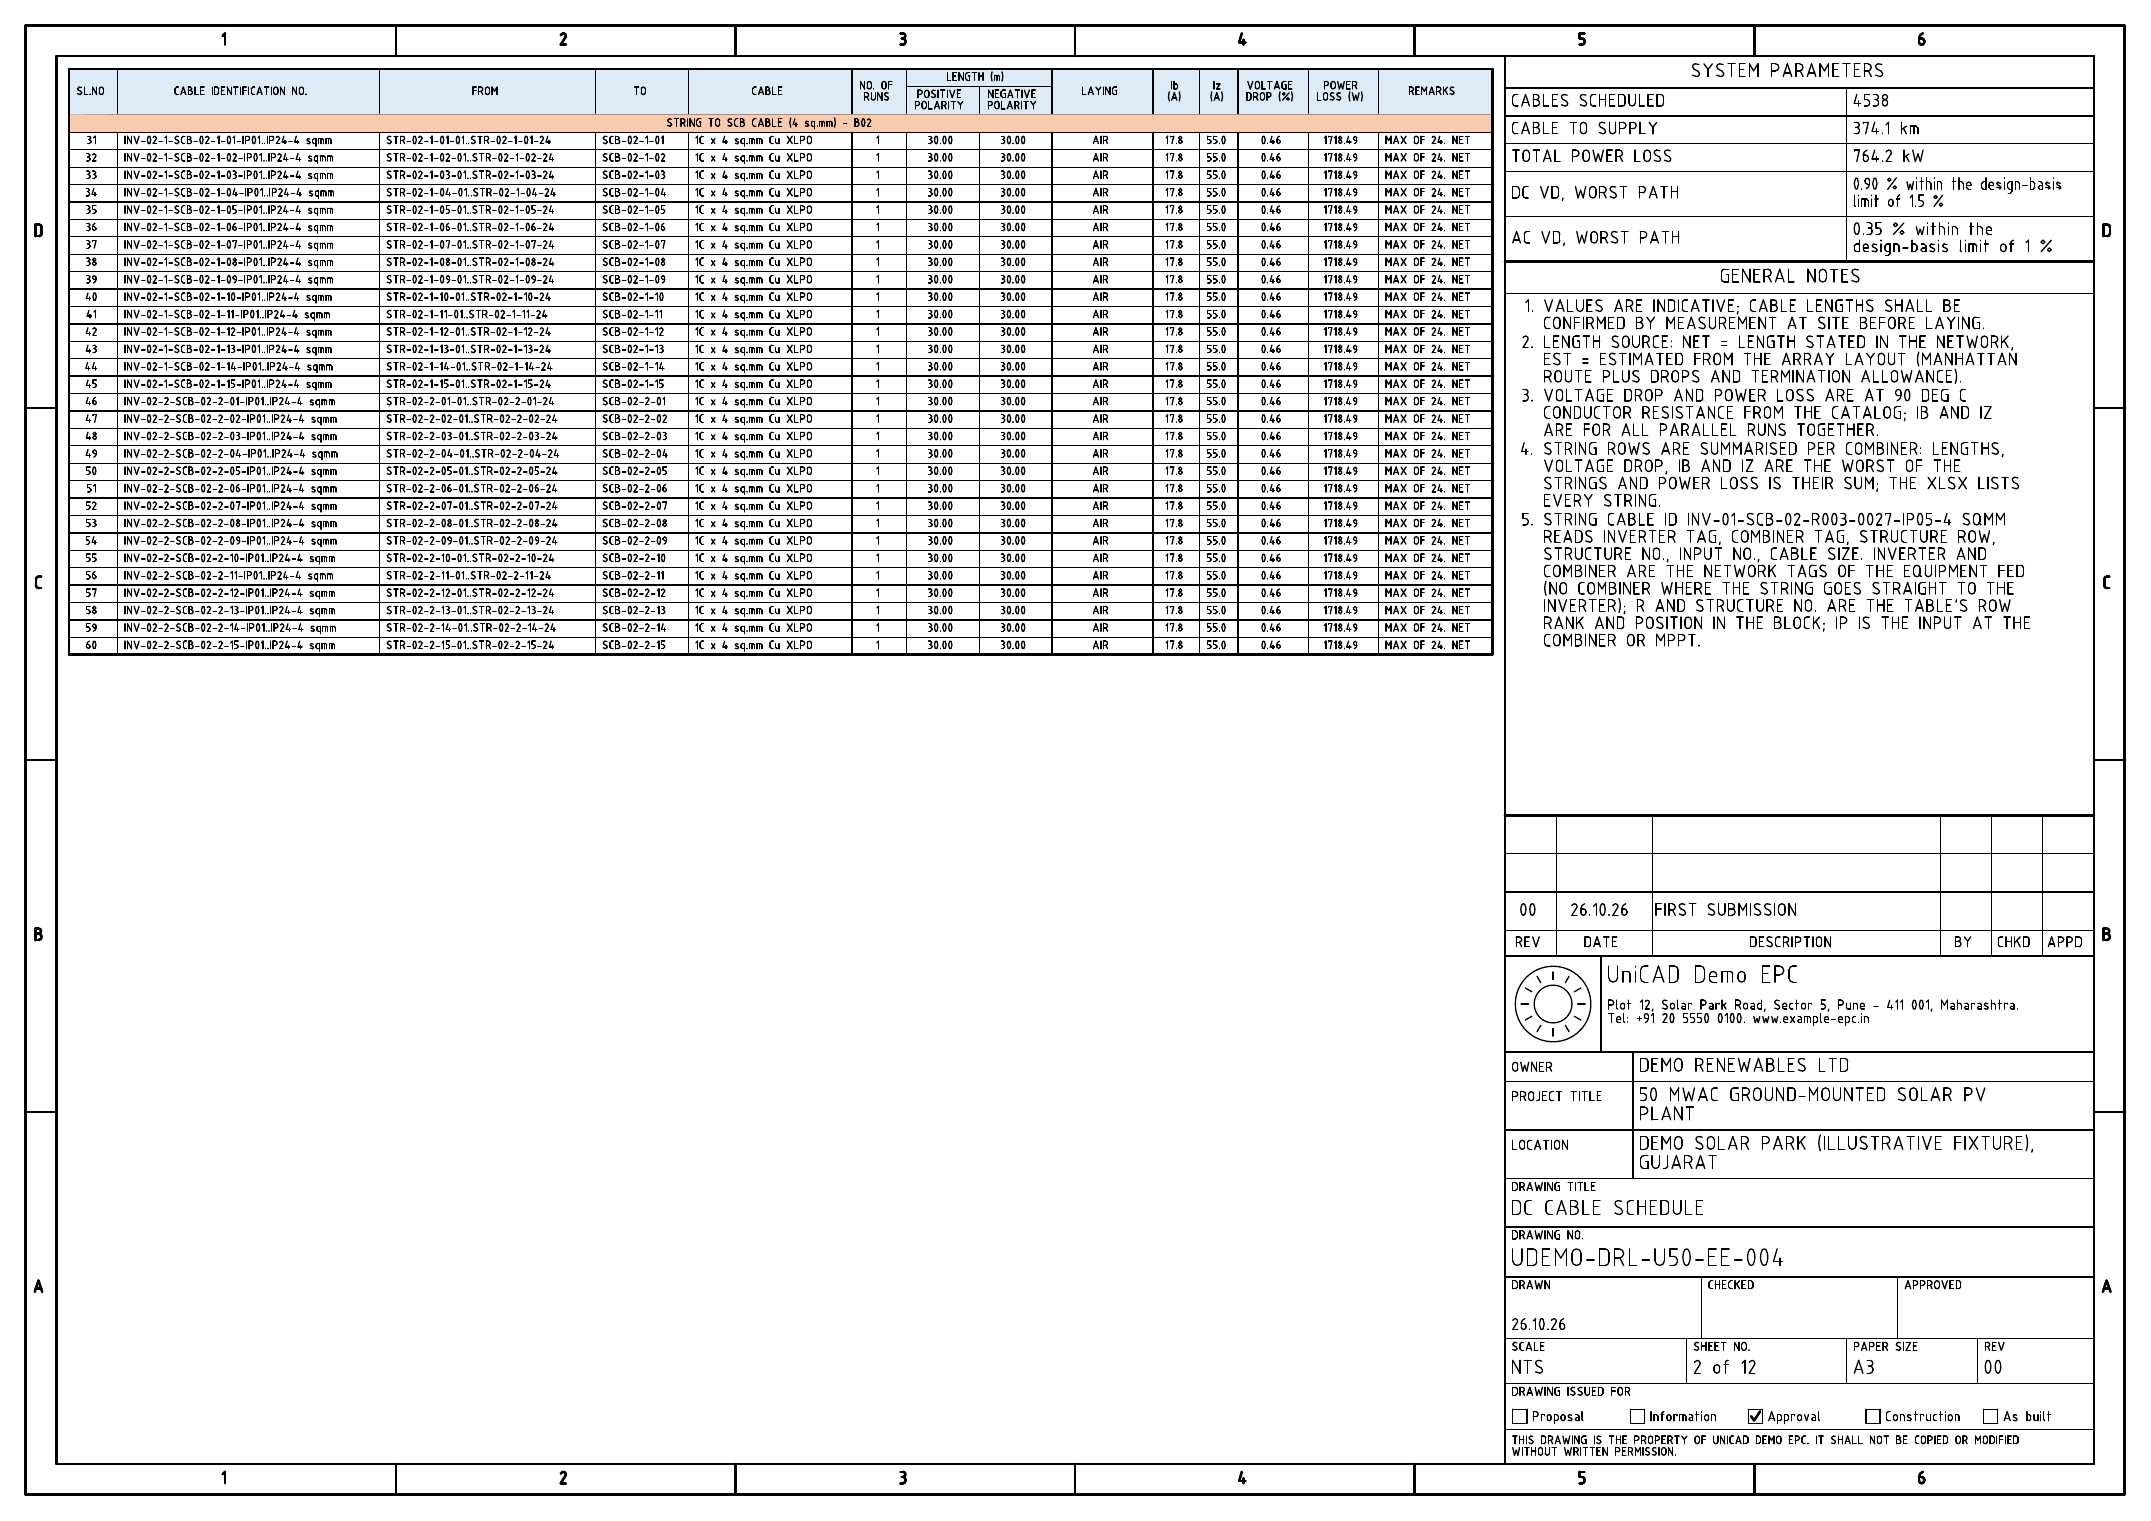 1 2 3 4 5 6
SL.NO CABLE IDENTIFICATION NO. FROM TO CABLE NO. OF RUNS LENGTH (m) POSITIVE POLARITY NEGATIVE POLARITY LAYING Ib (A) Iz (A) VOLTAGE DROP (%) POWER LOSS (W) REMARKS
STRING TO SCB CABLE (4 sq.mm) - B02
31 INV-02-1-SCB-02-1-01-IP01..IP24-4 sqmm STR-02-1-01-01..STR-02-1-01-24 SCB-02-1-01 1C x 4 sq.mm Cu XLPO 1 30.00 30.00 AIR 17.8 55.0 0.46 1718.49 MAX OF 24. NET
32 INV-02-1-SCB-02-1-02-IP01..IP24-4 sqmm STR-02-1-02-01..STR-02-1-02-24 SCB-02-1-02 1C x 4 sq.mm Cu XLPO 1 30.00 30.00 AIR 17.8 55.0 0.46 1718.49 MAX OF 24. NET
33 INV-02-1-SCB-02-1-03-IP01..IP24-4 sqmm STR-02-1-03-01..STR-02-1-03-24 SCB-02-1-03 1C x 4 sq.mm Cu XLPO 1 30.00 30.00 AIR 17.8 55.0 0.46 1718.49 MAX OF 24. NET
34 INV-02-1-SCB-02-1-04-IP01..IP24-4 sqmm STR-02-1-04-01..STR-02-1-04-24 SCB-02-1-04 1C x 4 sq.mm Cu XLPO 1 30.00 30.00 AIR 17.8 55.0 0.46 1718.49 MAX OF 24. NET
35 INV-02-1-SCB-02-1-05-IP01..IP24-4 sqmm STR-02-1-05-01..STR-02-1-05-24 SCB-02-1-05 1C x 4 sq.mm Cu XLPO 1 30.00 30.00 AIR 17.8 55.0 0.46 1718.49 MAX OF 24. NET
36 INV-02-1-SCB-02-1-06-IP01..IP24-4 sqmm STR-02-1-06-01..STR-02-1-06-24 SCB-02-1-06 1C x 4 sq.mm Cu XLPO 1 30.00 30.00 AIR 17.8 55.0 0.46 1718.49 MAX OF 24. NET
37 INV-02-1-SCB-02-1-07-IP01..IP24-4 sqmm STR-02-1-07-01..STR-02-1-07-24 SCB-02-1-07 1C x 4 sq.mm Cu XLPO 1 30.00 30.00 AIR 17.8 55.0 0.46 1718.49 MAX OF 24. NET
38 INV-02-1-SCB-02-1-08-IP01..IP24-4 sqmm STR-02-1-08-01..STR-02-1-08-24 SCB-02-1-08 1C x 4 sq.mm Cu XLPO 1 30.00 30.00 AIR 17.8 55.0 0.46 1718.49 MAX OF 24. NET
39 INV-02-1-SCB-02-1-09-IP01..IP24-4 sqmm STR-02-1-09-01..STR-02-1-09-24 SCB-02-1-09 1C x 4 sq.mm Cu XLPO 1 30.00 30.00 AIR 17.8 55.0 0.46 1718.49 MAX OF 24. NET
40 INV-02-1-SCB-02-1-10-IP01..IP24-4 sqmm STR-02-1-10-01..STR-02-1-10-24 SCB-02-1-10 1C x 4 sq.mm Cu XLPO 1 30.00 30.00 AIR 17.8 55.0 0.46 1718.49 MAX OF 24. NET
41 INV-02-1-SCB-02-1-11-IP01..IP24-4 sqmm STR-02-1-11-01..STR-02-1-11-24 SCB-02-1-11 1C x 4 sq.mm Cu XLPO 1 30.00 30.00 AIR 17.8 55.0 0.46 1718.49 MAX OF 24. NET
42 INV-02-1-SCB-02-1-12-IP01..IP24-4 sqmm STR-02-1-12-01..STR-02-1-12-24 SCB-02-1-12 1C x 4 sq.mm Cu XLPO 1 30.00 30.00 AIR 17.8 55.0 0.46 1718.49 MAX OF 24. NET
43 INV-02-1-SCB-02-1-13-IP01..IP24-4 sqmm STR-02-1-13-01..STR-02-1-13-24 SCB-02-1-13 1C x 4 sq.mm Cu XLPO 1 30.00 30.00 AIR 17.8 55.0 0.46 1718.49 MAX OF 24. NET
44 INV-02-1-SCB-02-1-14-IP01..IP24-4 sqmm STR-02-1-14-01..STR-02-1-14-24 SCB-02-1-14 1C x 4 sq.mm Cu XLPO 1 30.00 30.00 AIR 17.8 55.0 0.46 1718.49 MAX OF 24. NET
45 INV-02-1-SCB-02-1-15-IP01..IP24-4 sqmm STR-02-1-15-01..STR-02-1-15-24 SCB-02-1-15 1C x 4 sq.mm Cu XLPO 1 30.00 30.00 AIR 17.8 55.0 0.46 1718.49 MAX OF 24. NET
46 INV-02-2-SCB-02-2-01-IP01..IP24-4 sqmm STR-02-2-01-01..STR-02-2-01-24 SCB-02-2-01 1C x 4 sq.mm Cu XLPO 1 30.00 30.00 AIR 17.8 55.0 0.46 1718.49 MAX OF 24. NET
47 INV-02-2-SCB-02-2-02-IP01..IP24-4 sqmm STR-02-2-02-01..STR-02-2-02-24 SCB-02-2-02 1C x 4 sq.mm Cu XLPO 1 30.00 30.00 AIR 17.8 55.0 0.46 1718.49 MAX OF 24. NET
48 INV-02-2-SCB-02-2-03-IP01..IP24-4 sqmm STR-02-2-03-01..STR-02-2-03-24 SCB-02-2-03 1C x 4 sq.mm Cu XLPO 1 30.00 30.00 AIR 17.8 55.0 0.46 1718.49 MAX OF 24. NET
49 INV-02-2-SCB-02-2-04-IP01..IP24-4 sqmm STR-02-2-04-01..STR-02-2-04-24 SCB-02-2-04 1C x 4 sq.mm Cu XLPO 1 30.00 30.00 AIR 17.8 55.0 0.46 1718.49 MAX OF 24. NET
50 INV-02-2-SCB-02-2-05-IP01..IP24-4 sqmm STR-02-2-05-01..STR-02-2-05-24 SCB-02-2-05 1C x 4 sq.mm Cu XLPO 1 30.00 30.00 AIR 17.8 55.0 0.46 1718.49 MAX OF 24. NET
51 INV-02-2-SCB-02-2-06-IP01..IP24-4 sqmm STR-02-2-06-01..STR-02-2-06-24 SCB-02-2-06 1C x 4 sq.mm Cu XLPO 1 30.00 30.00 AIR 17.8 55.0 0.46 1718.49 MAX OF 24. NET
52 INV-02-2-SCB-02-2-07-IP01..IP24-4 sqmm STR-02-2-07-01..STR-02-2-07-24 SCB-02-2-07 1C x 4 sq.mm Cu XLPO 1 30.00 30.00 AIR 17.8 55.0 0.46 1718.49 MAX OF 24. NET
53 INV-02-2-SCB-02-2-08-IP01..IP24-4 sqmm STR-02-2-08-01..STR-02-2-08-24 SCB-02-2-08 1C x 4 sq.mm Cu XLPO 1 30.00 30.00 AIR 17.8 55.0 0.46 1718.49 MAX OF 24. NET
54 INV-02-2-SCB-02-2-09-IP01..IP24-4 sqmm STR-02-2-09-01..STR-02-2-09-24 SCB-02-2-09 1C x 4 sq.mm Cu XLPO 1 30.00 30.00 AIR 17.8 55.0 0.46 1718.49 MAX OF 24. NET
55 INV-02-2-SCB-02-2-10-IP01..IP24-4 sqmm STR-02-2-10-01..STR-02-2-10-24 SCB-02-2-10 1C x 4 sq.mm Cu XLPO 1 30.00 30.00 AIR 17.8 55.0 0.46 1718.49 MAX OF 24. NET
56 INV-02-2-SCB-02-2-11-IP01..IP24-4 sqmm STR-02-2-11-01..STR-02-2-11-24 SCB-02-2-11 1C x 4 sq.mm Cu XLPO 1 30.00 30.00 AIR 17.8 55.0 0.46 1718.49 MAX OF 24. NET
57 INV-02-2-SCB-02-2-12-IP01..IP24-4 sqmm STR-02-2-12-01..STR-02-2-12-24 SCB-02-2-12 1C x 4 sq.mm Cu XLPO 1 30.00 30.00 AIR 17.8 55.0 0.46 1718.49 MAX OF 24. NET
58 INV-02-2-SCB-02-2-13-IP01..IP24-4 sqmm STR-02-2-13-01..STR-02-2-13-24 SCB-02-2-13 1C x 4 sq.mm Cu XLPO 1 30.00 30.00 AIR 17.8 55.0 0.46 1718.49 MAX OF 24. NET
59 INV-02-2-SCB-02-2-14-IP01..IP24-4 sqmm STR-02-2-14-01..STR-02-2-14-24 SCB-02-2-14 1C x 4 sq.mm Cu XLPO 1 30.00 30.00 AIR 17.8 55.0 0.46 1718.49 MAX OF 24. NET
60 INV-02-2-SCB-02-2-15-IP01..IP24-4 sqmm STR-02-2-15-01..STR-02-2-15-24 SCB-02-2-15 1C x 4 sq.mm Cu XLPO 1 30.00 30.00 AIR 17.8 55.0 0.46 1718.49 MAX OF 24. NET
SYSTEM PARAMETERS
CABLES SCHEDULED 4538
CABLE TO SUPPLY 374.1 km
TOTAL POWER LOSS 764.2 kW
DC VD, WORST PATH 0.90 % within the design-basis
limit of 1.5 %
AC VD, WORST PATH 0.35 % within the
design-basis limit of 1 %
GENERAL NOTES
1. VALUES ARE INDICATIVE; CABLE LENGTHS SHALL BE
CONFIRMED BY MEASUREMENT AT SITE BEFORE LAYING.
2. LENGTH SOURCE: NET = LENGTH STATED IN THE NETWORK,
EST = ESTIMATED FROM THE ARRAY LAYOUT (MANHATTAN
ROUTE PLUS DROPS AND TERMINATION ALLOWANCE).
3. VOLTAGE DROP AND POWER LOSS ARE AT 90 DEG C
CONDUCTOR RESISTANCE FROM THE CATALOG; IB AND IZ
ARE FOR ALL PARALLEL RUNS TOGETHER.
4. STRING ROWS ARE SUMMARISED PER COMBINER: LENGTHS,
VOLTAGE DROP, IB AND IZ ARE THE WORST OF THE
STRINGS AND POWER LOSS IS THEIR SUM; THE XLSX LISTS
EVERY STRING.
5. STRING CABLE ID INV-01-SCB-02-R003-0027-IP05-4 SQMM
READS INVERTER TAG, COMBINER TAG, STRUCTURE ROW,
STRUCTURE NO., INPUT NO., CABLE SIZE. INVERTER AND
COMBINER ARE THE NETWORK TAGS OF THE EQUIPMENT FED
(NO COMBINER WHERE THE STRING GOES STRAIGHT TO THE
INVERTER); R AND STRUCTURE NO. ARE THE TABLE'S ROW
RANK AND POSITION IN THE BLOCK; IP IS THE INPUT AT THE
COMBINER OR MPPT.
00 26.10.26 FIRST SUBMISSION
REV DATE DESCRIPTION BY CHKD APPD
UniCAD Demo EPC
Plot 12, Solar Park Road, Sector 5, Pune - 411 001, Maharashtra.
Tel: +91 20 5550 0100. www.example-epc.in
OWNER DEMO RENEWABLES LTD
PROJECT TITLE 50 MWAC GROUND-MOUNTED SOLAR PV
PLANT
LOCATION DEMO SOLAR PARK (ILLUSTRATIVE FIXTURE),
GUJARAT
DRAWING TITLE
DC CABLE SCHEDULE
DRAWING NO.
UDEMO-DRL-U50-EE-004
DRAWN CHECKED APPROVED
26.10.26
SCALE SHEET NO. PAPER SIZE REV
NTS 2 of 12 A3 00
DRAWING ISSUED FOR
Proposal Information Approval Construction As built
THIS DRAWING IS THE PROPERTY OF UNICAD DEMO EPC. IT SHALL NOT BE COPIED OR MODIFIED
WITHOUT WRITTEN PERMISSION.
D D
C C
B B
A A
1 2 3 4 5 6